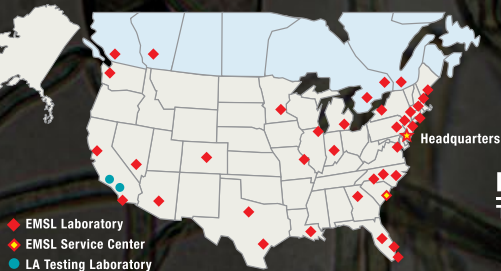 Headquarters
EMSL Laboratory
EMSL Service Center
LA Testing Laboratory